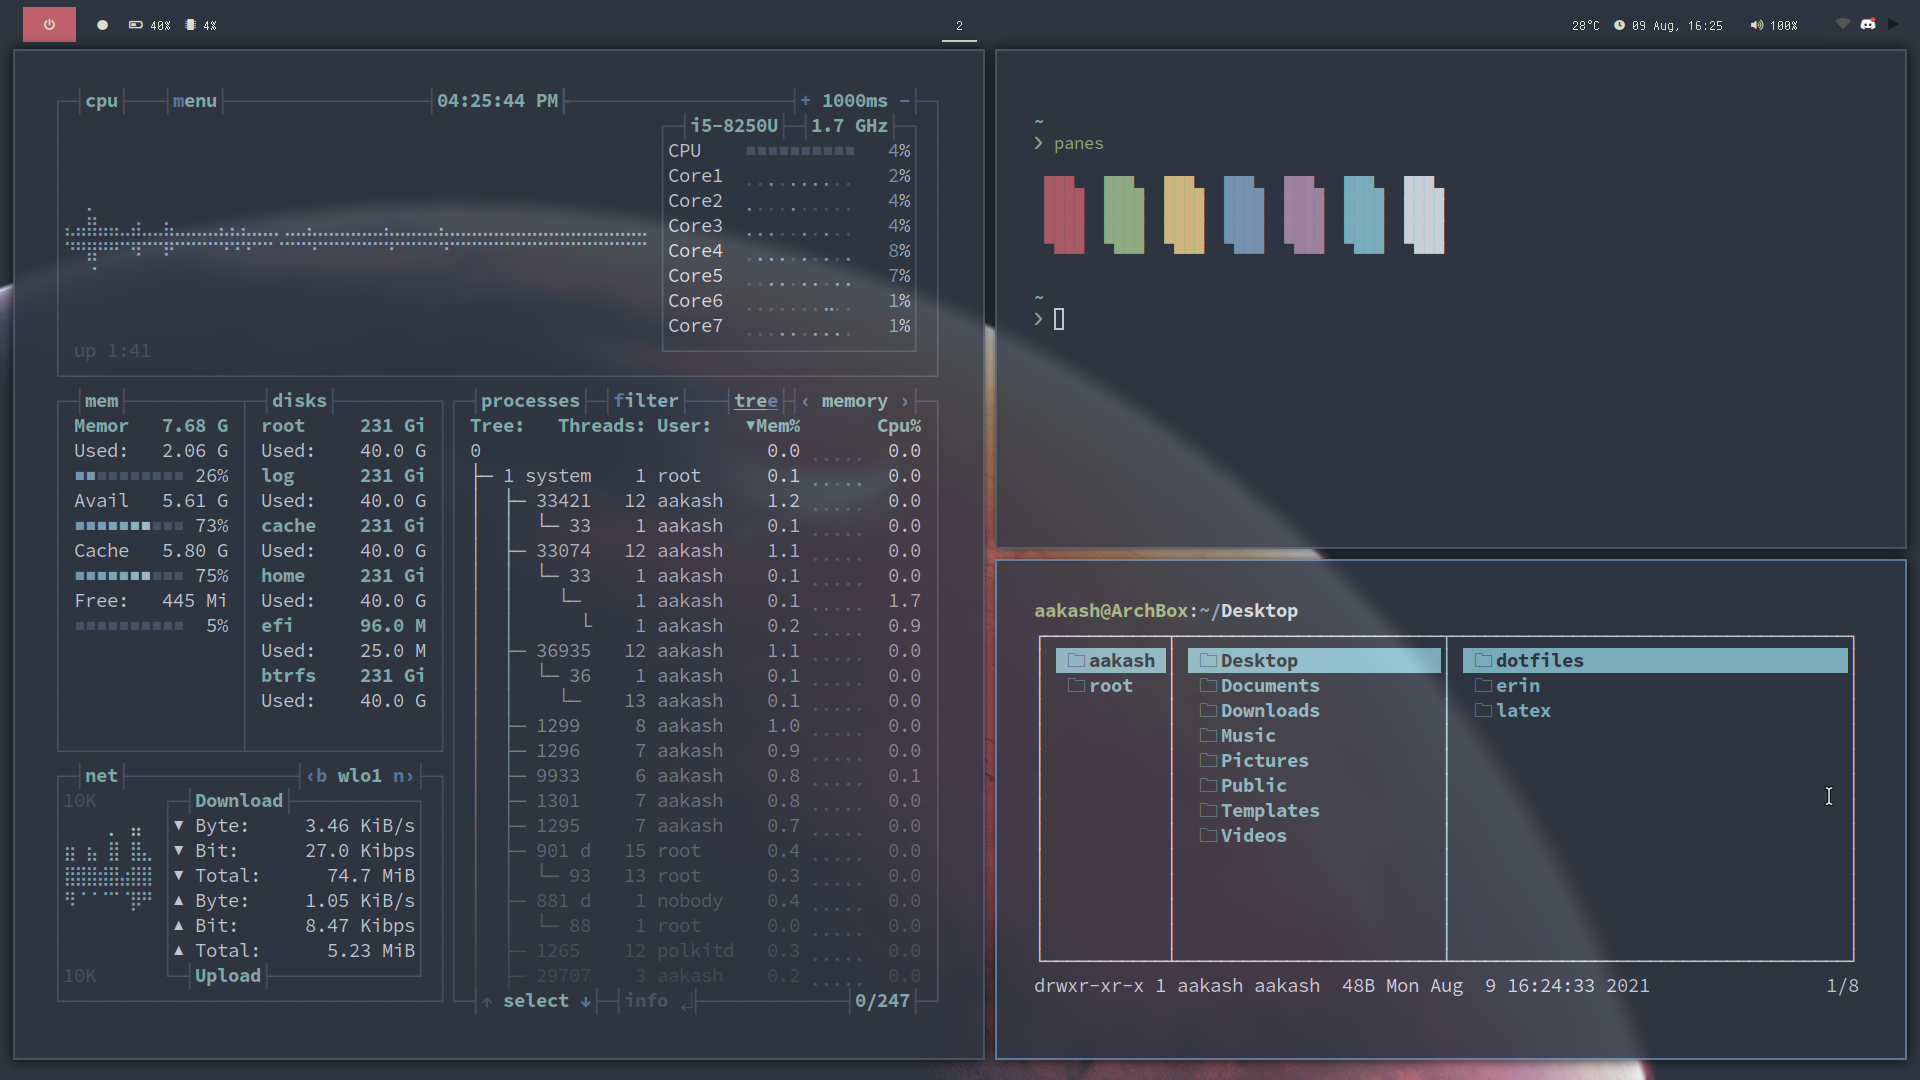 40% 4% 2 28°C 09 Aug, 16:25 100%
cpu menu 04:25:44 PM + 1000ms -
i5-8250U 1.7 GHz
CPU 4%
Core1 2%
Core2 4%
Core3 4%
Core4 8%
Core5 7%
Core6 1%
Core7 1%
up 1:41
mem disks
Memor 7.68 G root 231 Gi
Used: 2.06 G Used: 40.0 G
26% log 231 Gi
Avail 5.61 G Used: 40.0 G
73% cache 231 Gi
Cache 5.80 G Used: 40.0 G
75% home 231 Gi
Free: 445 Mi Used: 40.0 G
5% efi 96.0 M
Used: 25.0 M
btrfs 231 Gi
Used: 40.0 G
net ‹b wlo1 n›
10K Download
▼ Byte: 3.46 KiB/s
▼ Bit: 27.0 Kibps
▼ Total: 74.7 MiB
▲ Byte: 1.05 KiB/s
▲ Bit: 8.47 Kibps
▲ Total: 5.23 MiB
10K Upload
processes filter tree ‹ memory ›
Tree: Threads: User: ▼Mem% Cpu%
0 0.0 0.0
1 system 1 root 0.1 0.0
33421 12 aakash 1.2 0.0
33 1 aakash 0.1 0.0
33074 12 aakash 1.1 0.0
33 1 aakash 0.1 0.0
1 aakash 0.1 1.7
1 aakash 0.2 0.9
36935 12 aakash 1.1 0.0
36 1 aakash 0.1 0.0
13 aakash 0.1 0.0
1299 8 aakash 1.0 0.0
1296 7 aakash 0.9 0.0
9933 6 aakash 0.8 0.1
1301 7 aakash 0.8 0.0
1295 7 aakash 0.7 0.0
901 d 15 root 0.4 0.0
93 13 root 0.3 0.0
881 d 1 nobody 0.4 0.0
88 1 root 0.0 0.0
1265 12 polkitd 0.3 0.0
29707 3 aakash 0.2 0.0
↑ select ↓ info ↲ 0/247
~
❯ panes
~
❯
aakash@ArchBox:~/Desktop
aakash Desktop dotfiles
root Documents erin
Downloads latex
Music
Pictures
Public
Templates
Videos
drwxr-xr-x 1 aakash aakash 48B Mon Aug 9 16:24:33 2021 1/8